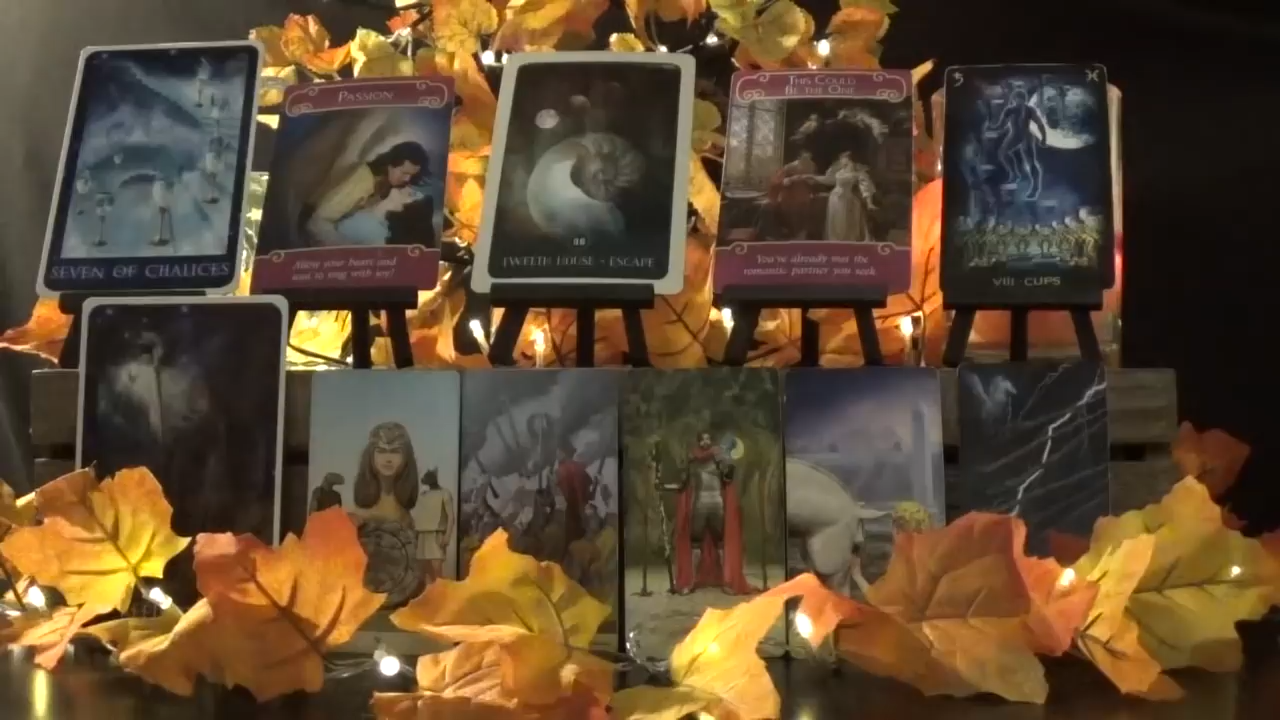 SEVEN OF CHALICES
PASSION
Allow your heart and
soul to sing with joy!
TWELFTH HOUSE - ESCAPE
THIS COULD
BE THE ONE
You've already met the
romantic partner you seek
VIII · CUPS